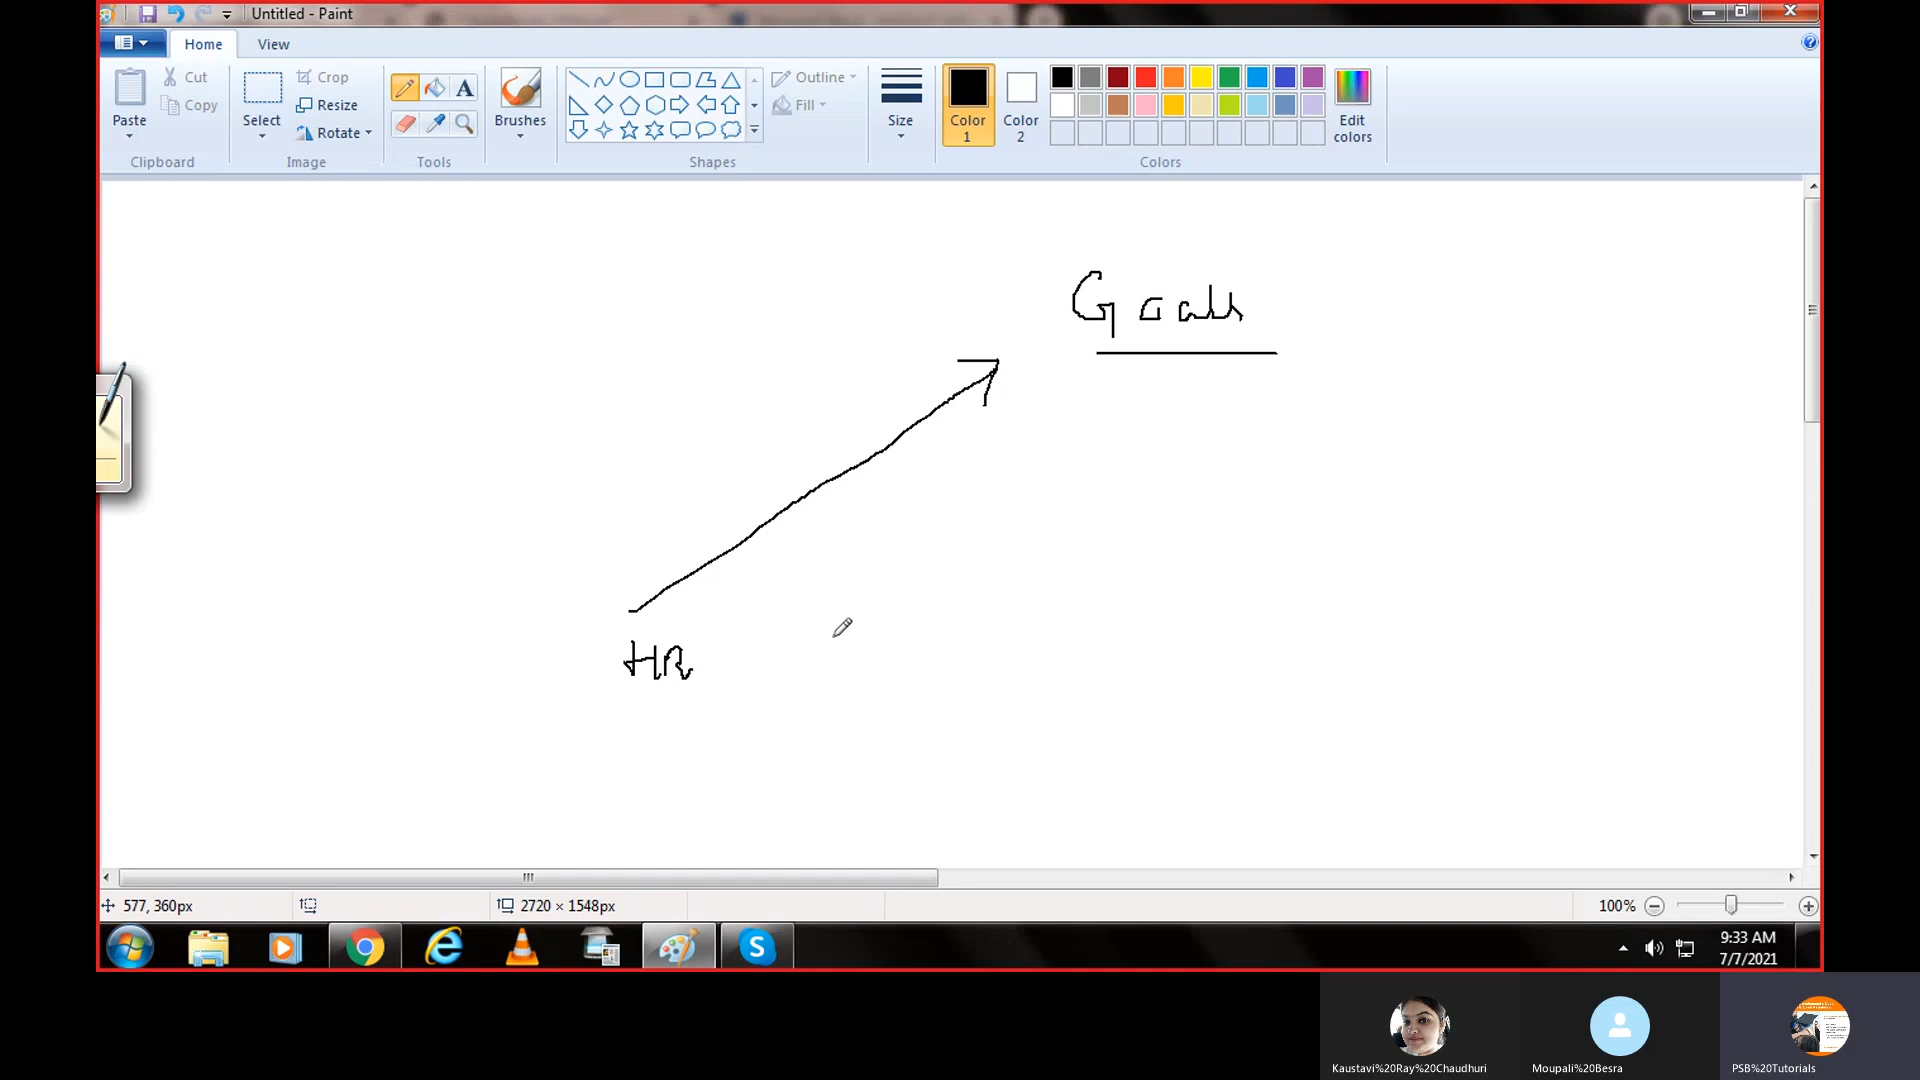 Untitled - Paint
Home View
Paste Cut Copy Clipboard
Select Crop Resize Rotate Image
Tools
Brushes
Shapes Outline Fill
Size
Color 1 Color 2 Edit colors Colors
Goals
HR
577, 360px 2720 × 1548px 100%
S 9:33 AM
7/7/2021
Kaustavi%20Ray%20Chaudhuri Moupali%20Besra PSB%20Tutorials